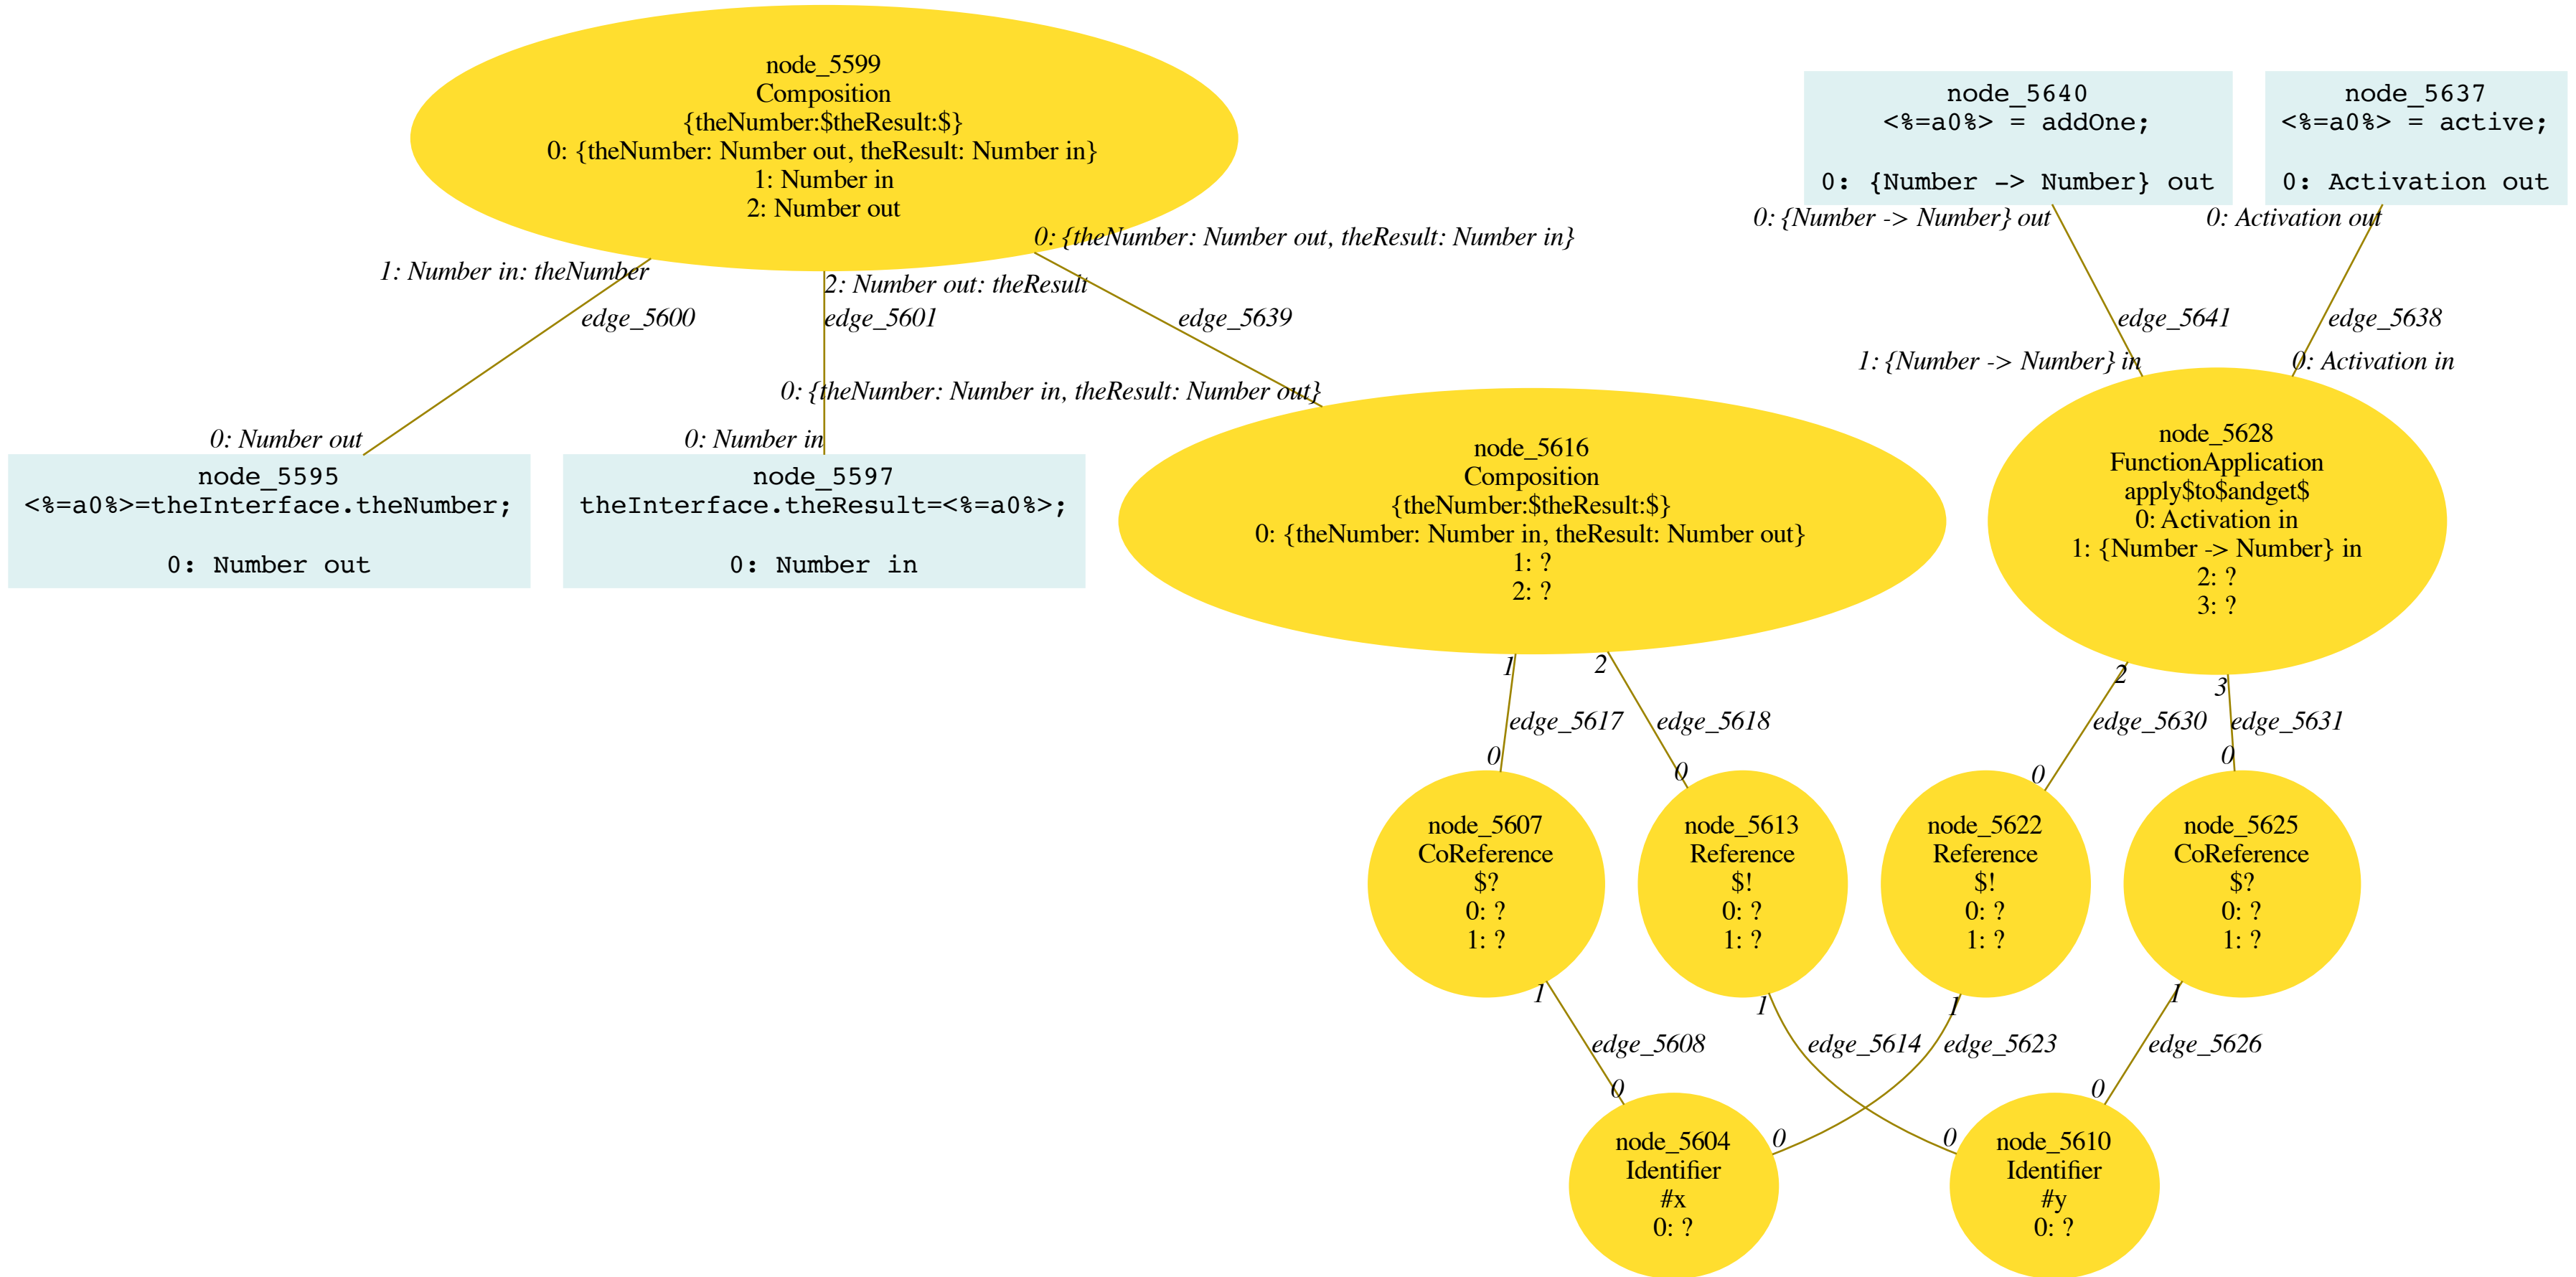 node_5599
Composition
{theNumber:$theResult:$}
0: {theNumber: Number out, theResult: Number in}
1: Number in
2: Number out
node_5640
<%=a0%> = addOne;
0: {Number -> Number} out
node_5637
<%=a0%> = active;
0: Activation out
0: {theNumber: Number out, theResult: Number in}
1: Number in: theNumber
2: Number out: theResult
0: {Number -> Number} out
0: Activation out
edge_5600
edge_5601
edge_5639
edge_5641
edge_5638
1: {Number -> Number} in
0: Activation in
0: {theNumber: Number in, theResult: Number out}
0: Number out
0: Number in
node_5595
<%=a0%>=theInterface.theNumber;
0: Number out
node_5597
theInterface.theResult=<%=a0%>;
0: Number in
node_5616
Composition
{theNumber:$theResult:$}
0: {theNumber: Number in, theResult: Number out}
1: ?
2: ?
node_5628
FunctionApplication
apply$to$andget$
0: Activation in
1: {Number -> Number} in
2: ?
3: ?
1
2
2
3
edge_5617
edge_5618
edge_5630
edge_5631
0
0
0
0
node_5607
CoReference
$?
0: ?
1: ?
node_5613
Reference
$!
0: ?
1: ?
node_5622
Reference
$!
0: ?
1: ?
node_5625
CoReference
$?
0: ?
1: ?
1
1
1
1
edge_5608
edge_5614
edge_5623
edge_5626
0
0
0
0
node_5604
Identifier
#x
0: ?
node_5610
Identifier
#y
0: ?